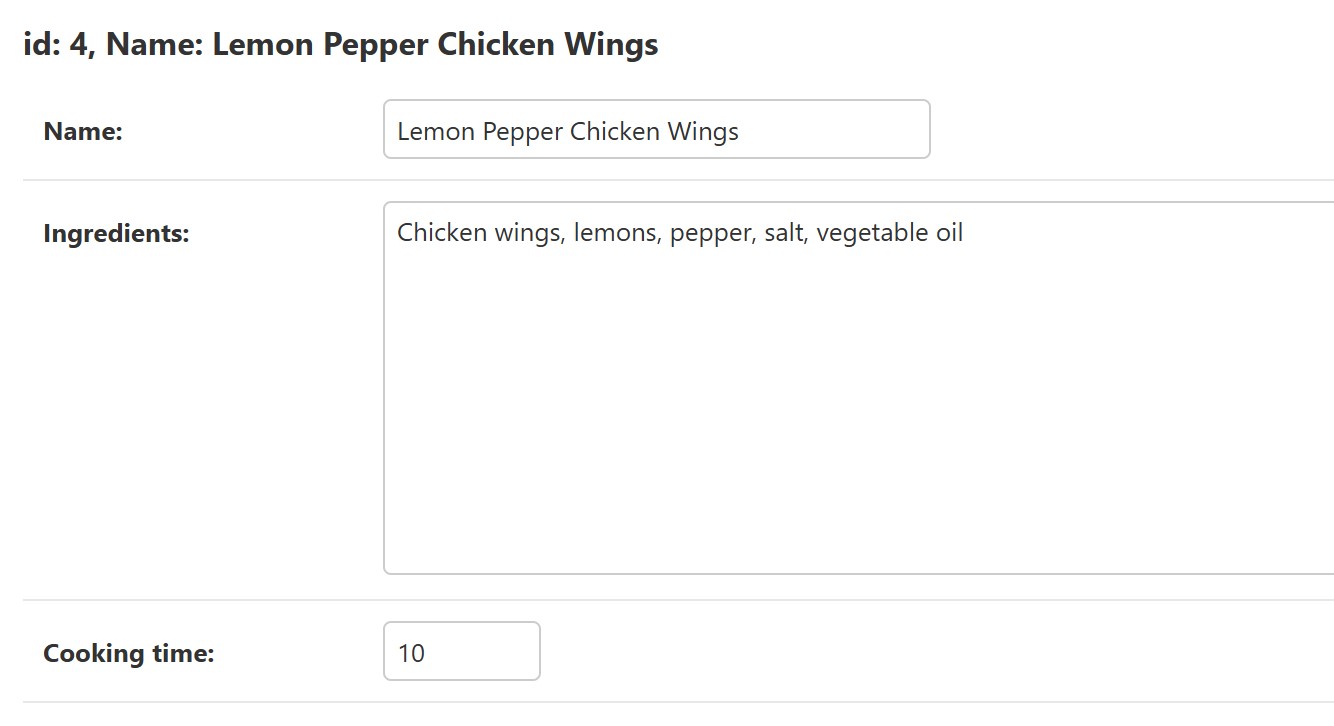 id: 4, Name: Lemon Pepper Chicken Wings
Name:
Lemon Pepper Chicken Wings
Ingredients:
Chicken wings, lemons, pepper, salt, vegetable oil
Cooking time:
10